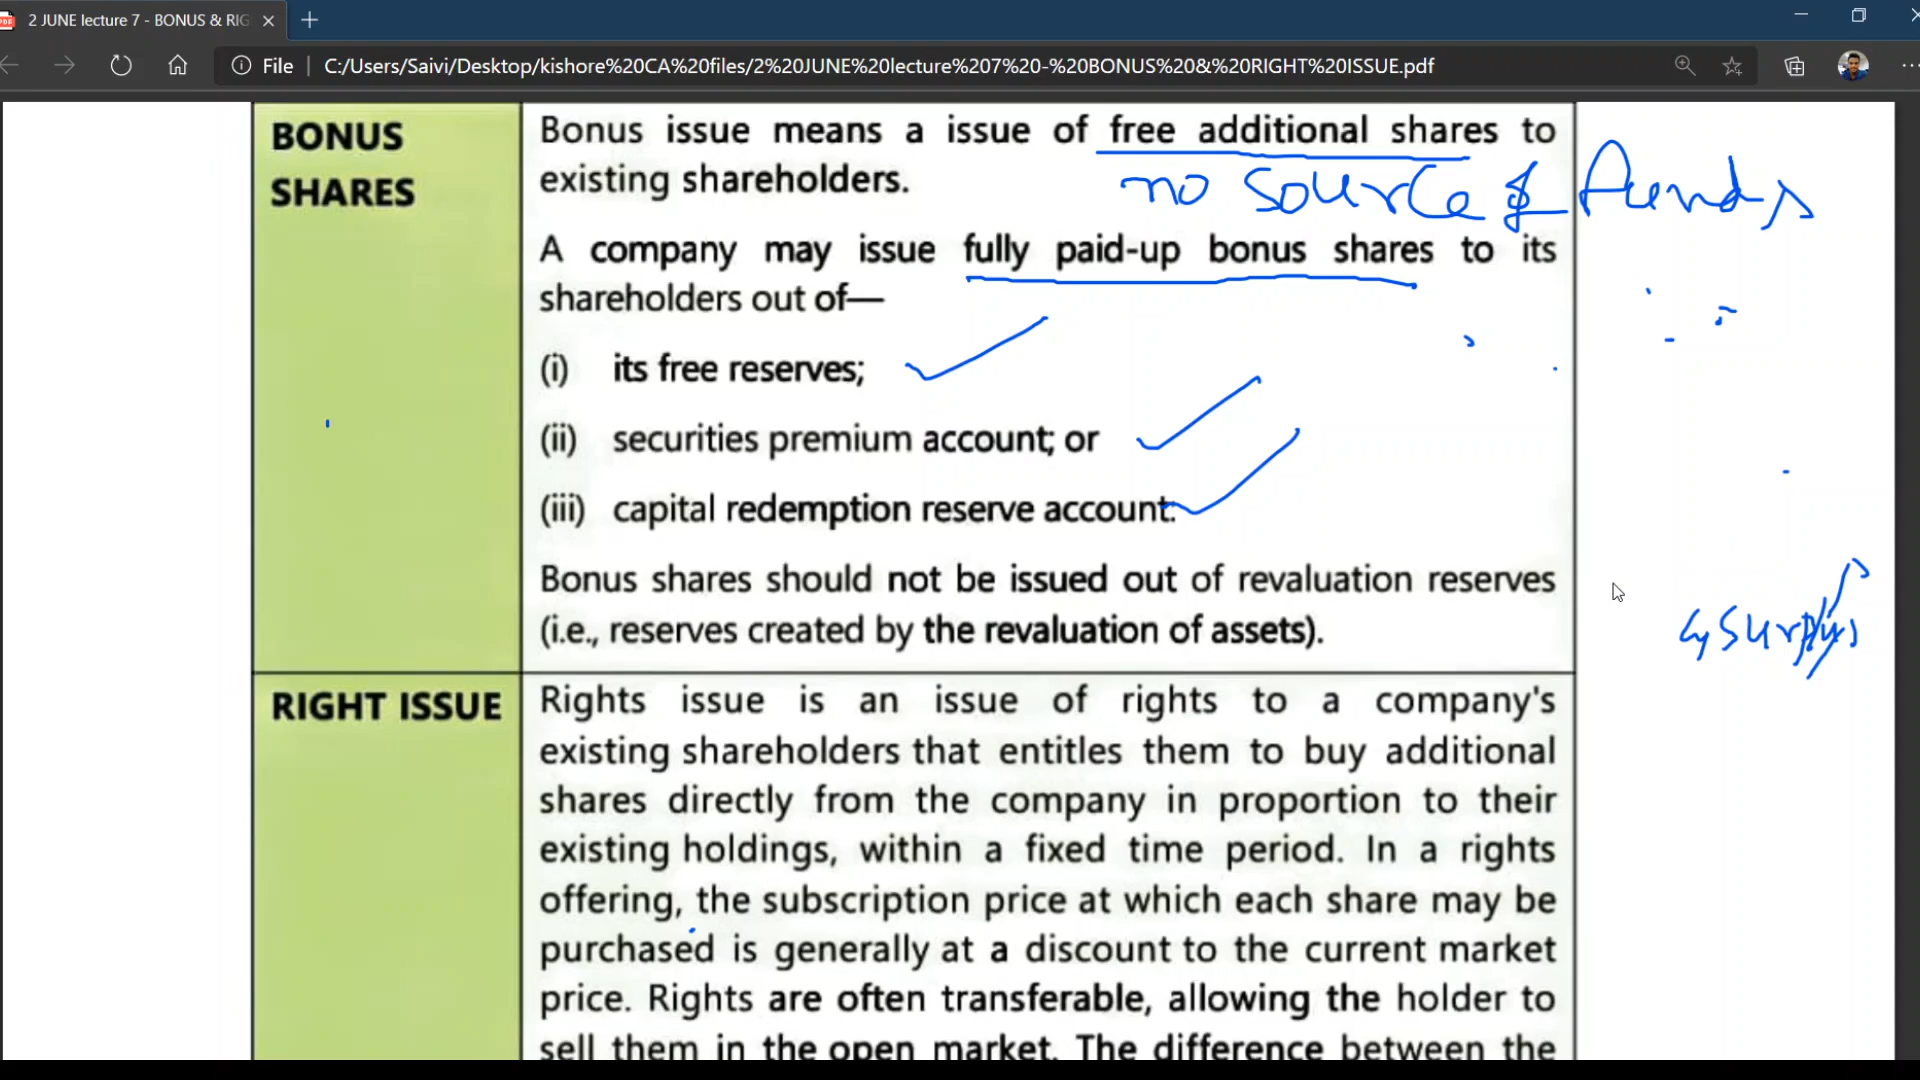 2 JUNE lecture 7 - BONUS & RIG
File
C:/Users/Saivi/Desktop/kishore%20CA%20files/2%20JUNE%20lecture%207%20-%20BONUS%20&%20RIGHT%20ISSUE.pdf
BONUS
SHARES
Bonus issue means a issue of free additional shares to
existing shareholders.
no source of funds
A company may issue fully paid-up bonus shares to its
shareholders out of—
(i) its free reserves;
(ii) securities premium account; or
(iii) capital redemption reserve account.
Bonus shares should not be issued out of revaluation reserves
(i.e., reserves created by the revaluation of assets).
surplus
RIGHT ISSUE
Rights issue is an issue of rights to a company's
existing shareholders that entitles them to buy additional
shares directly from the company in proportion to their
existing holdings, within a fixed time period. In a rights
offering, the subscription price at which each share may be
purchased is generally at a discount to the current market
price. Rights are often transferable, allowing the holder to
sell them in the open market. The difference between the